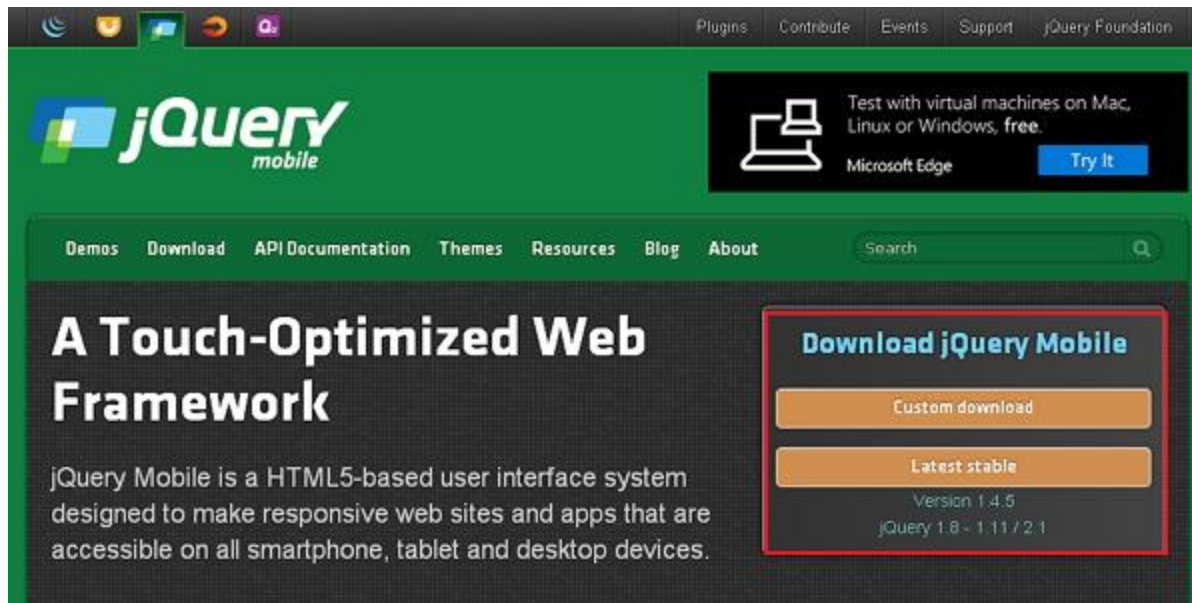 Plugins Contribute Events Support jQuery Foundation
jQuery
mobile
Test with virtual machines on Mac,
Linux or Windows, free.
Microsoft Edge
Try It
Demos Download API Documentation Themes Resources Blog About Search
A Touch-Optimized Web
Framework
jQuery Mobile is a HTML5-based user interface system
designed to make responsive web sites and apps that are
accessible on all smartphone, tablet and desktop devices.
Download jQuery Mobile
Custom download
Latest stable
Version 1.4.5
jQuery 1.8 - 1.11 / 2.1